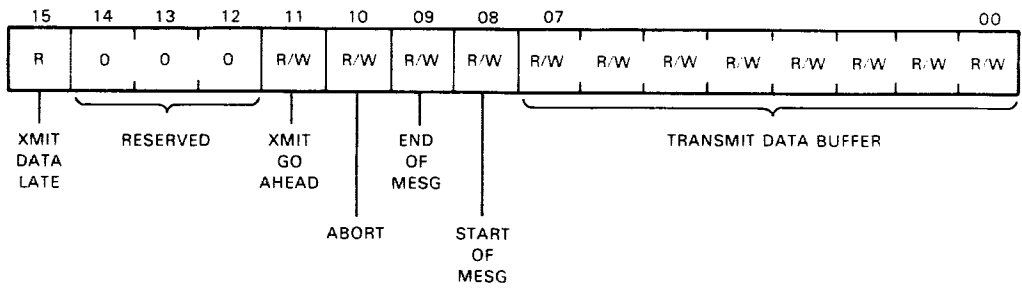 15 14 13 12 11 10 09 08 07 00
R 0 0 0 R/W R/W R/W R/W R/W R/W R/W R/W R/W R/W R/W R/W
XMIT DATA LATE
RESERVED
XMIT GO AHEAD
ABORT
END OF MESG
START OF MESG
TRANSMIT DATA BUFFER